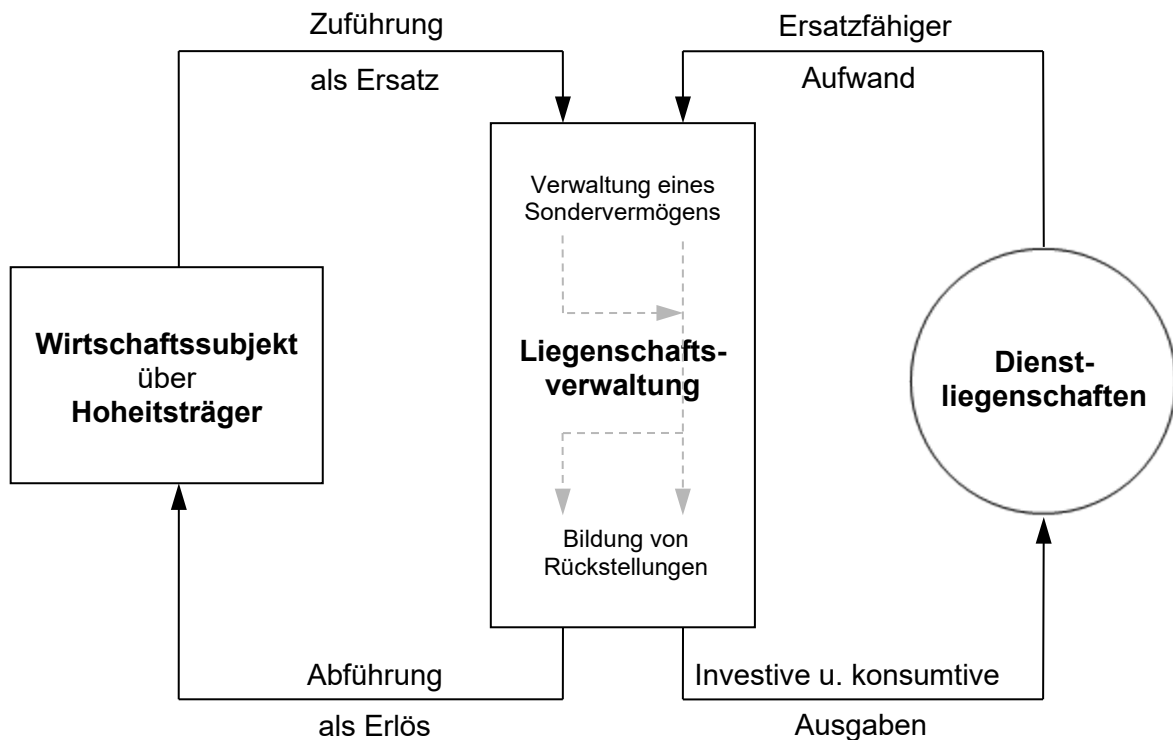 Zuführung
als Ersatz
Ersatzfähiger
Aufwand
Verwaltung eines
Sondervermögens
Wirtschaftssubjekt
über
Hoheitsträger
Liegenschafts-
verwaltung
Dienst-
liegenschaften
Bildung von
Rückstellungen
Abführung
als Erlös
Investive u. konsumtive
Ausgaben